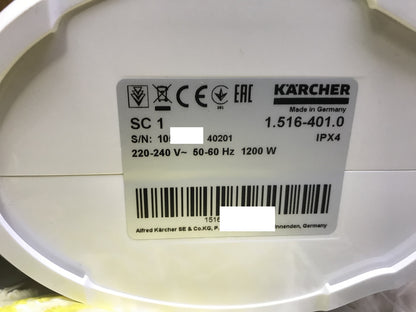 EAC KÄRCHER
Made in Germany
SC 1 1.516-401.0
S/N: 10 40201 IPX4
220-240 V~ 50-60 Hz 1200 W
1516
Alfred Kärcher SE & Co.KG, P. nnenden, Germany